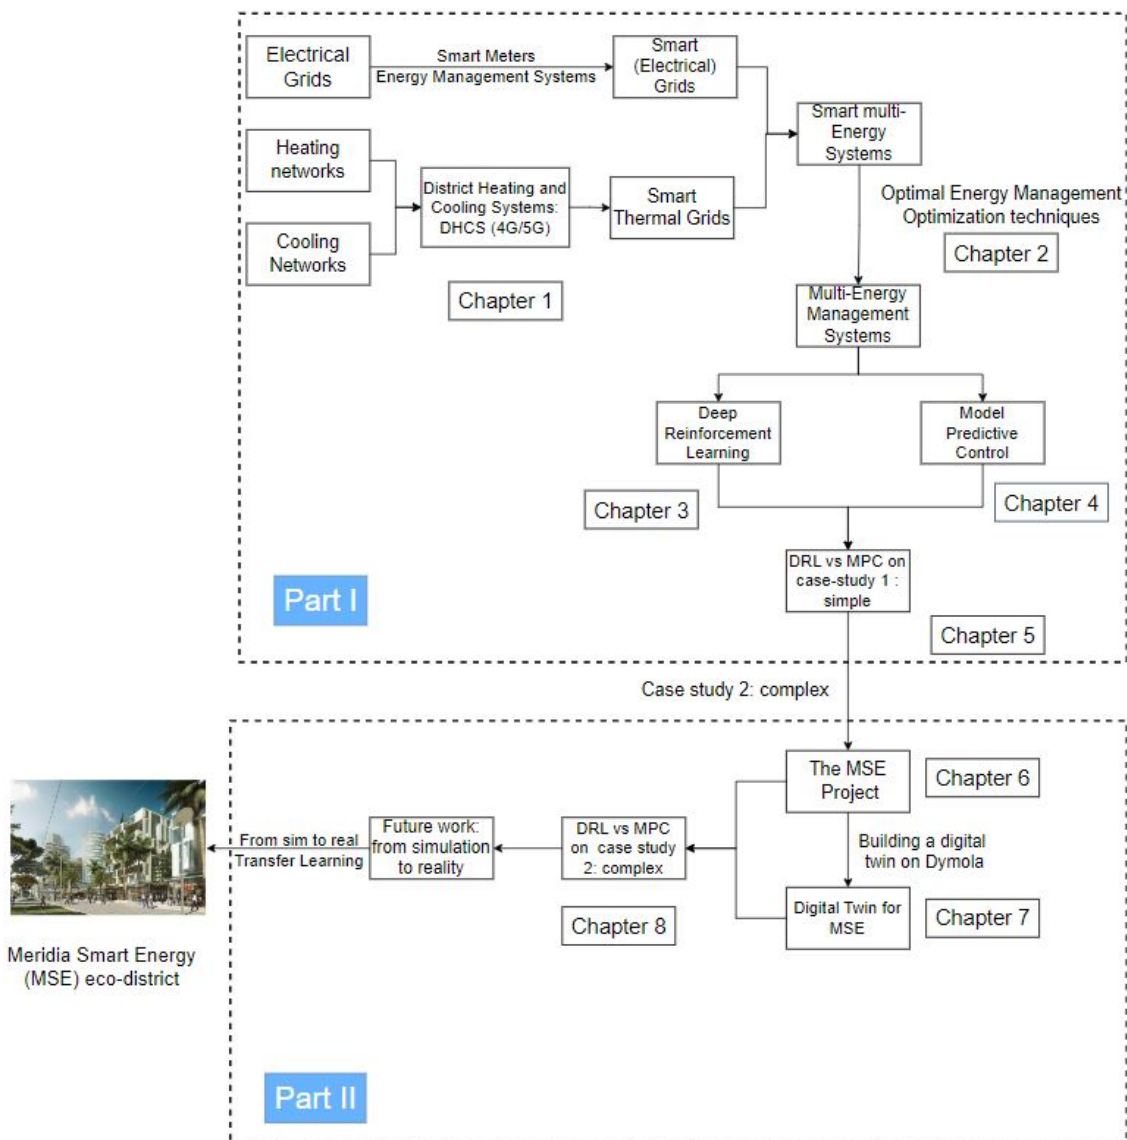 Electrical
Grids
Smart Meters
Energy Management Systems
Smart
(Electrical)
Grids
Smart multi-
Energy
Systems
Heating
networks
District Heating and
Cooling Systems:
DHCS (4G/5G)
Smart
Thermal Grids
Cooling
Networks
Chapter 1
Optimal Energy Management
Optimization techniques
Chapter 2
Multi-Energy
Management
Systems
Deep
Reinforcement
Learning
Model
Predictive
Control
Chapter 3
Chapter 4
DRL vs MPC on
case-study 1 :
simple
Part I
Chapter 5
Case study 2: complex
The MSE
Project
Chapter 6
Building a digital
twin on Dymola
Digital Twin for
MSE
Chapter 7
DRL vs MPC
on case study
2: complex
Chapter 8
Future work:
from simulation
to reality
From sim to real
Transfer Learning
Meridia Smart Energy
(MSE) eco-district
Part II